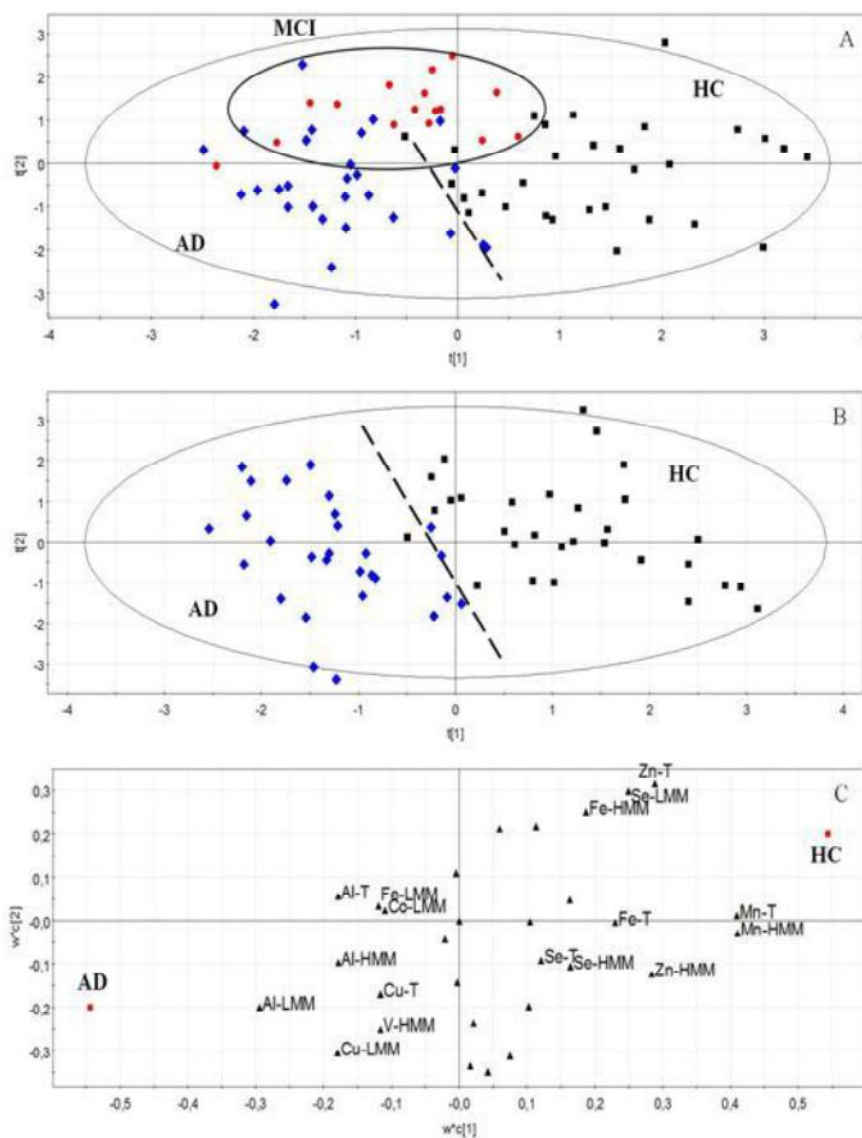 A
MCI
HC
AD
3
2
1
0
-1
-2
-3
t[2]
-4 -3 -2 -1 0 1 2 3
t[1]
B
HC
AD
3
2
1
0
-1
-2
-3
t[2]
-4 -3 -2 -1 0 1 2 3 4
t[1]
C
Zn-T
Se-LMM
Fe-HMM
HC
Al-T
Fe-LMM
Co-LMM
Fe-T
Mn-T
Mn-HMM
Al-HMM
Se-T
Se-HMM
Zn-HMM
AD
Cu-T
Al-LMM
V-HMM
Cu-LMM
0,3
0,2
0,1
-0,0
-0,1
-0,2
-0,3
w*c[2]
-0,5 -0,4 -0,3 -0,2 -0,1 -0,0 0,1 0,2 0,3 0,4 0,5
w*c[1]